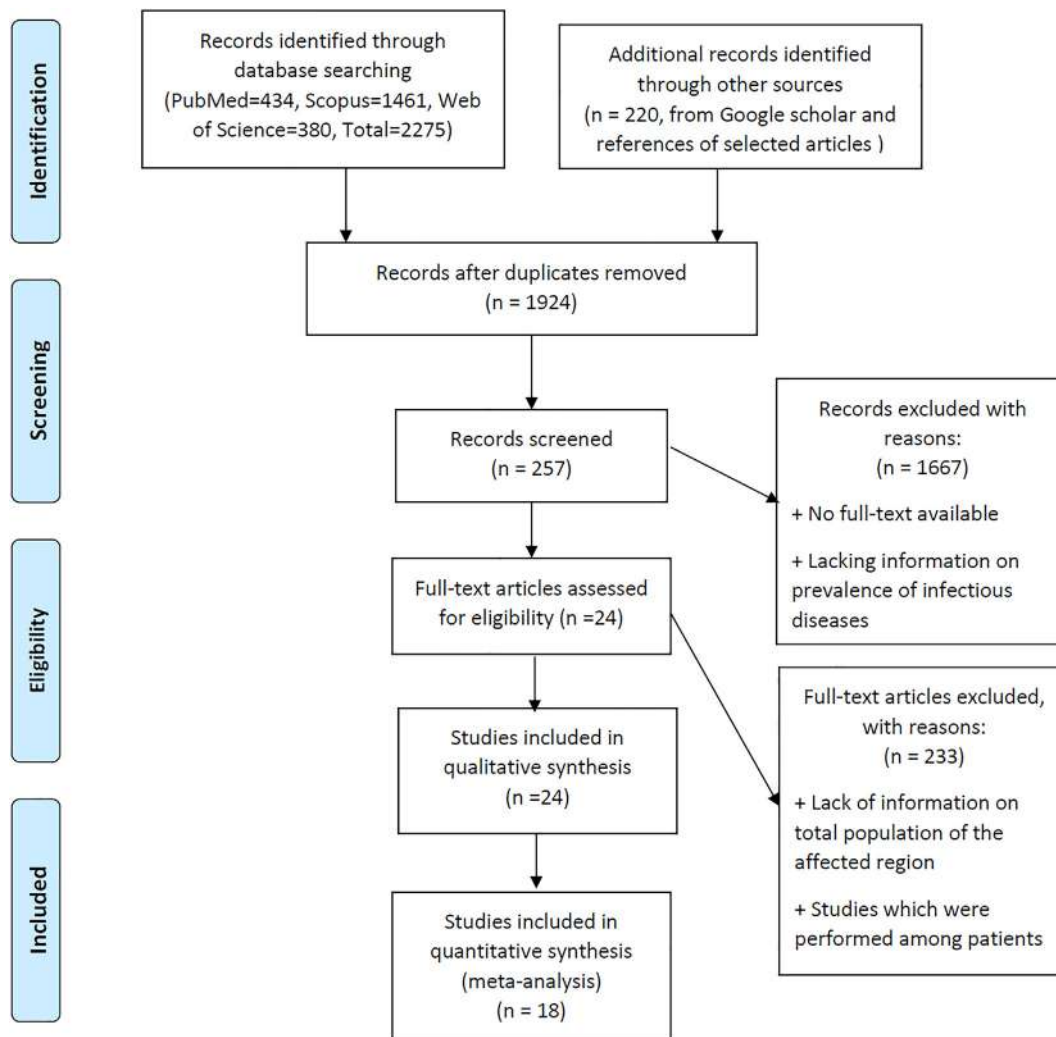 Identification
Records identified through
database searching
(PubMed=434, Scopus=1461, Web
of Science=380, Total=2275)
Additional records identified
through other sources
(n = 220, from Google scholar and
references of selected articles )
Records after duplicates removed
(n = 1924)
Screening
Records screened
(n = 257)
Records excluded with
reasons:
(n = 1667)
+ No full-text available
+ Lacking information on
prevalence of infectious
diseases
Eligibility
Full-text articles assessed
for eligibility (n =24)
Full-text articles excluded,
with reasons:
(n = 233)
+ Lack of information on
total population of the
affected region
+ Studies which were
performed among patients
Studies included in
qualitative synthesis
(n =24)
Included
Studies included in
quantitative synthesis
(meta-analysis)
(n = 18)